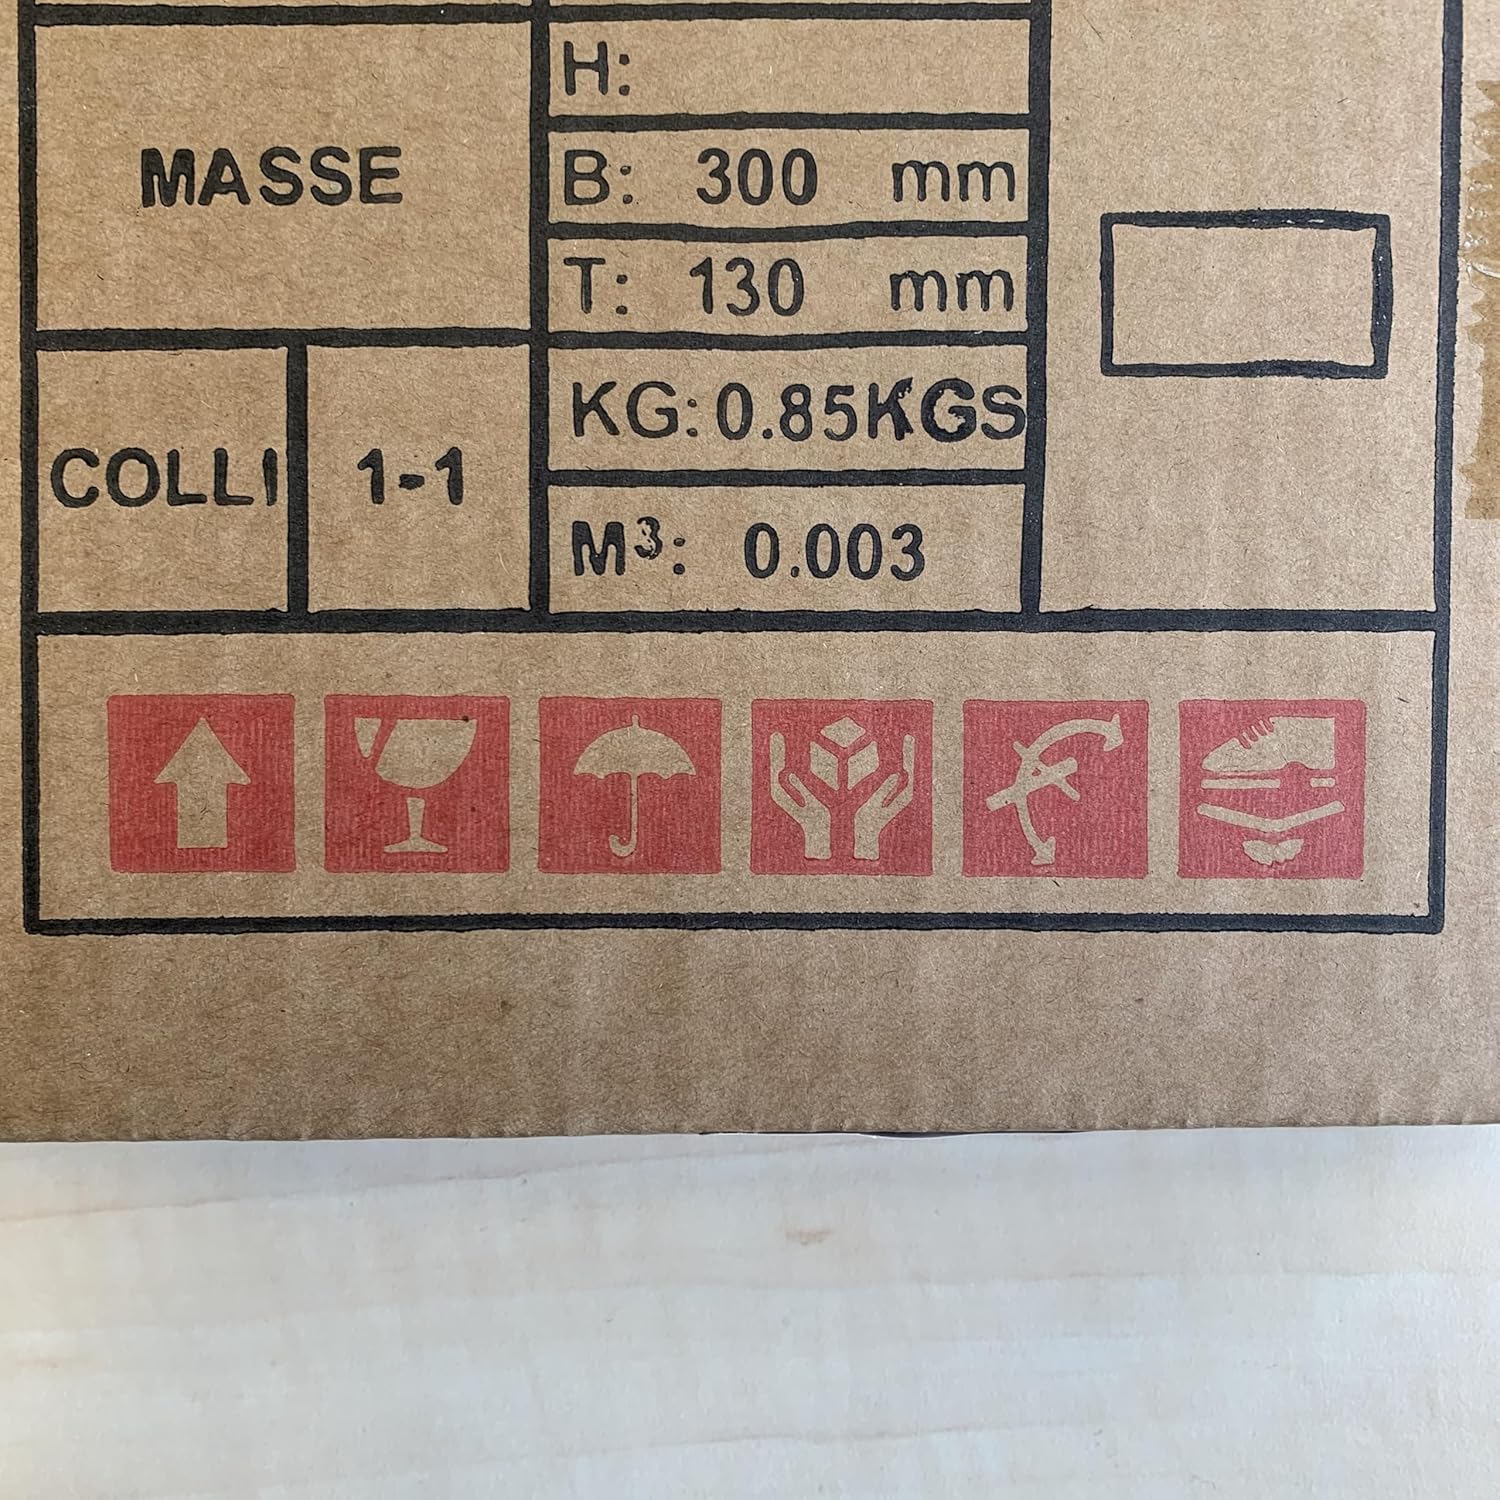 H:
MASSE
B: 300 mm
T: 130 mm
KG: 0.85KGS
COLLI 1-1
M³: 0.003